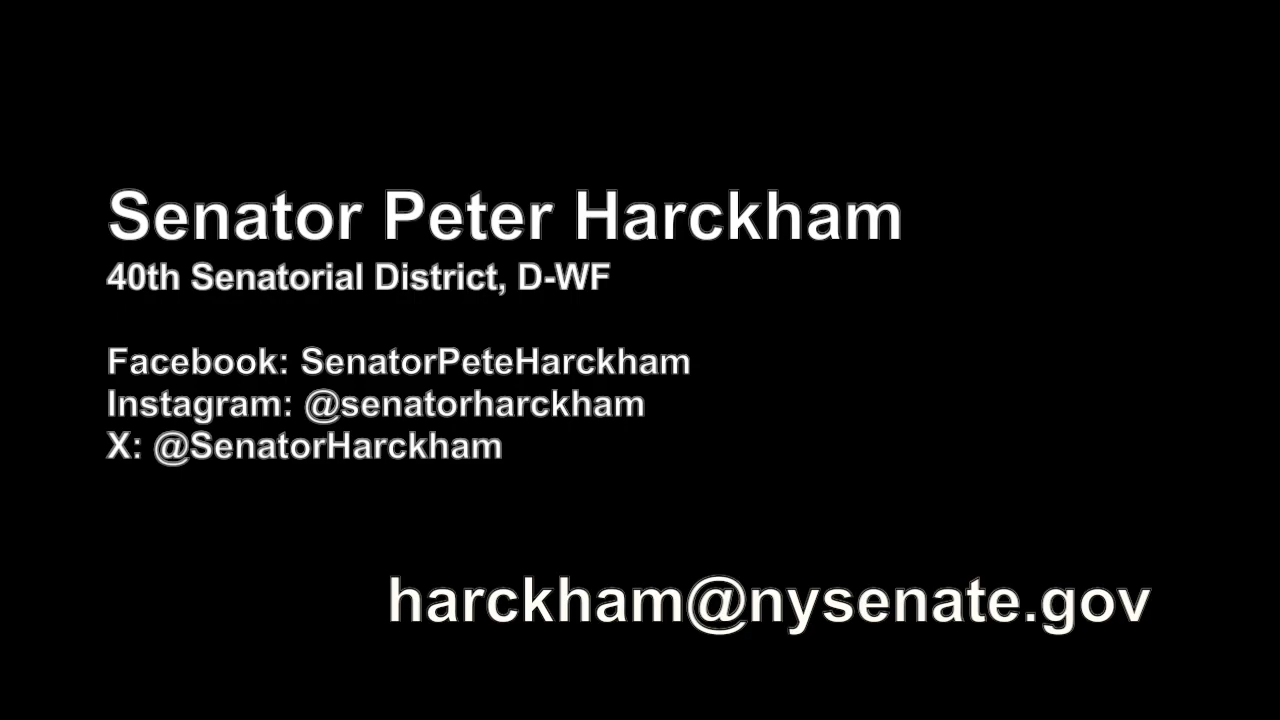 Senator Peter Harckham
40th Senatorial District, D-WF
Facebook: SenatorPeteHarckham
Instagram: @senatorharckham
X: @SenatorHarckham
harckham@nysenate.gov